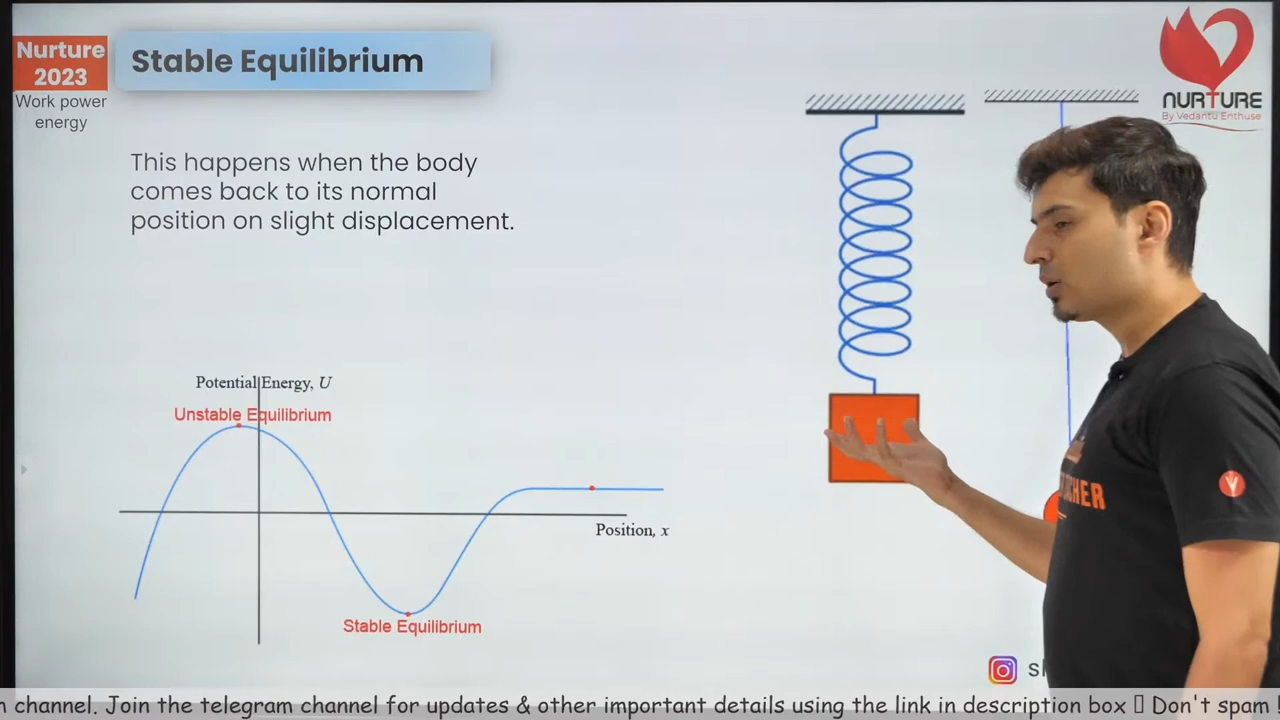 Nurture
2023
Work power
energy
Stable Equilibrium
NURTURE
By Vedantu Enthuse
This happens when the body
comes back to its normal
position on slight displacement.
Potential Energy, U
Unstable Equilibrium
Position, x
Stable Equilibrium
V
channel. Join the telegram channel for updates & other important details using the link in description box Don't spam